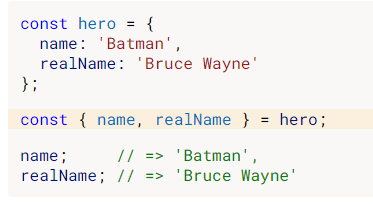 const hero = {
  name: 'Batman',
  realName: 'Bruce Wayne'
};
const { name, realName } = hero;
name;     // => 'Batman',
realName; // => 'Bruce Wayne'